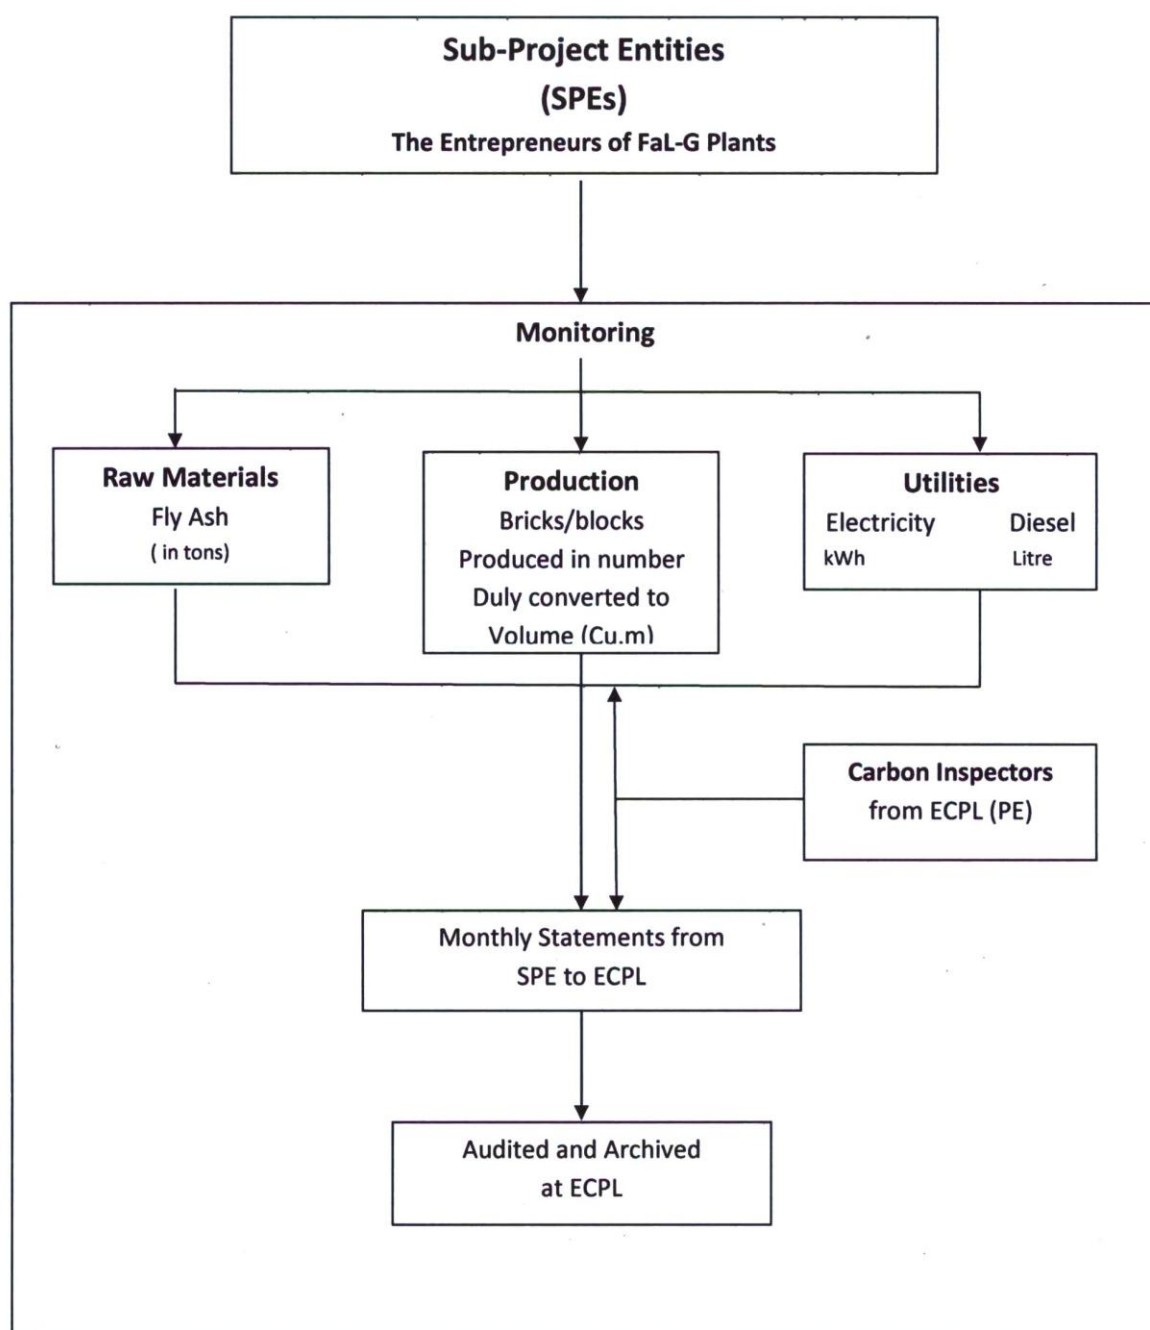 Sub-Project Entities
(SPEs)
The Entrepreneurs of FaL-G Plants
Monitoring
Raw Materials
Fly Ash
( in tons)
Production
Bricks/blocks
Produced in number
Duly converted to
Volume (Cu.m)
Utilities
Electricity Diesel
kWh Litre
Carbon Inspectors
from ECPL (PE)
Monthly Statements from
SPE to ECPL
Audited and Archived
at ECPL